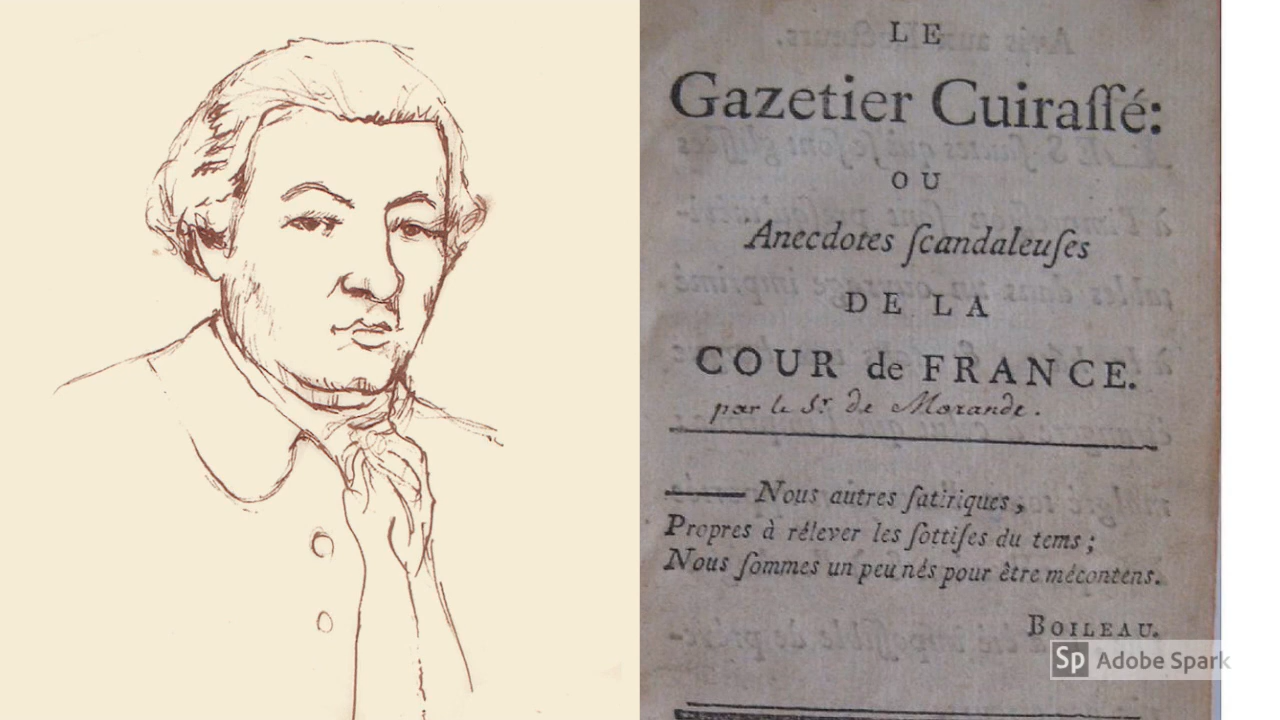 LE
Gazetier Cuiraſſé:
OU
Anecdotes ſcandaleuſes
DE LA
COUR de FRANCE.
par le Sr. de Morande.
Nous autres ſatiriques,
Propres à rélever les ſottiſes du tems;
Nous ſommes un peu nés pour être mécontens.
BOILEAU.
Sp Adobe Spark